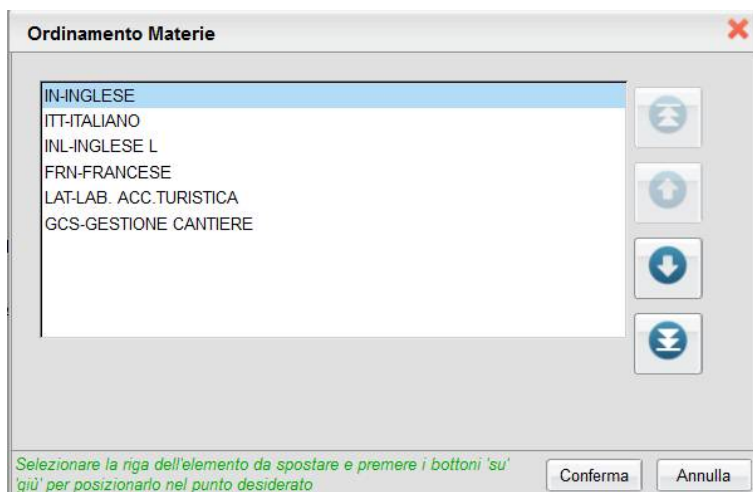 Ordinamento Materie
IN-INGLESE
ITT-ITALIANO
INL-INGLESE L
FRN-FRANCESE
LAT-LAB. ACC.TURISTICA
GCS-GESTIONE CANTIERE
Selezionare la riga dell'elemento da spostare e premere i bottoni 'su'
'giù' per posizionarlo nel punto desiderato
Conferma
Annulla